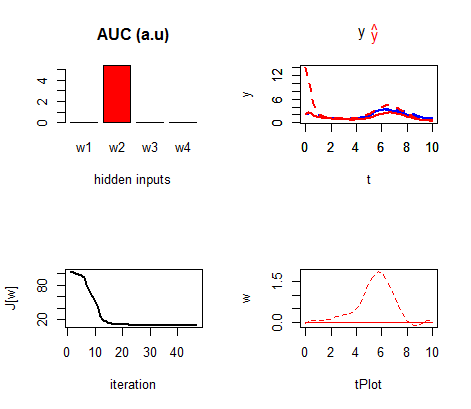 AUC (a.u)
0 2 4
w1 w2 w3 w4
hidden inputs
y ŷ
y
0 6 12
0 2 4 6 8 10
t
J[w]
20 80
0 10 20 30 40
iteration
w
0.0 1.5
0 2 4 6 8 10
tPlot